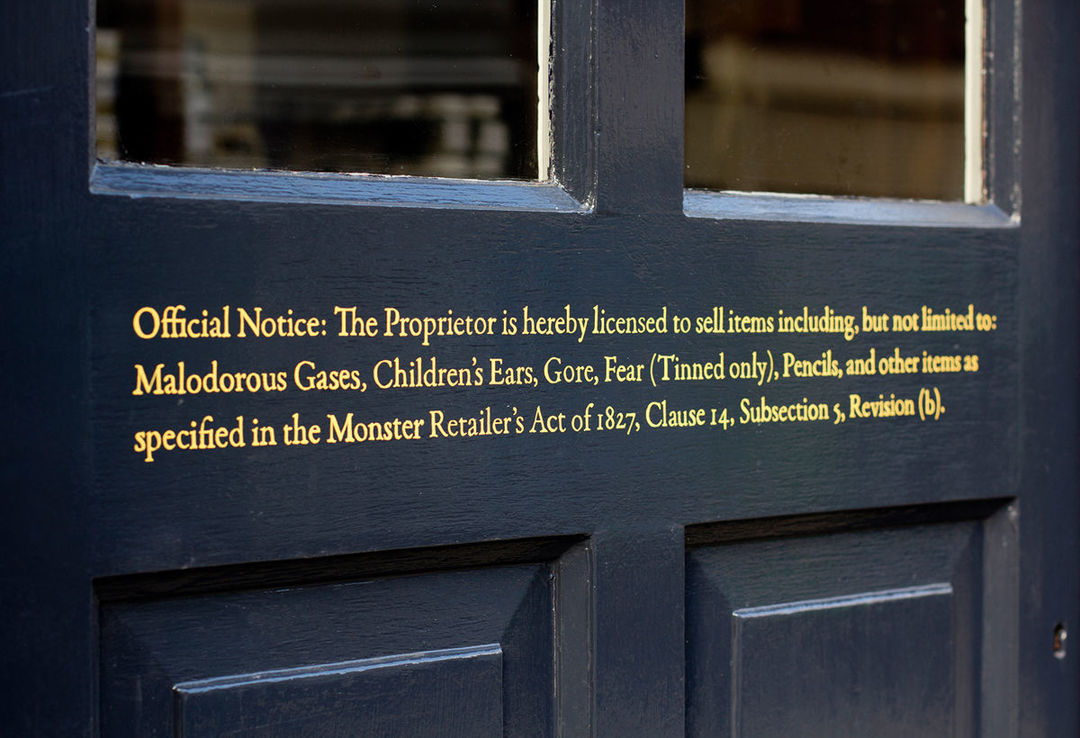 Official Notice: The Proprietor is hereby licensed to sell items including, but not limited to:
Malodorous Gases, Children's Ears, Gore, Fear (Tinned only), Pencils, and other items as
specified in the Monster Retailer's Act of 1827, Clause 14, Subsection 5, Revision (b).